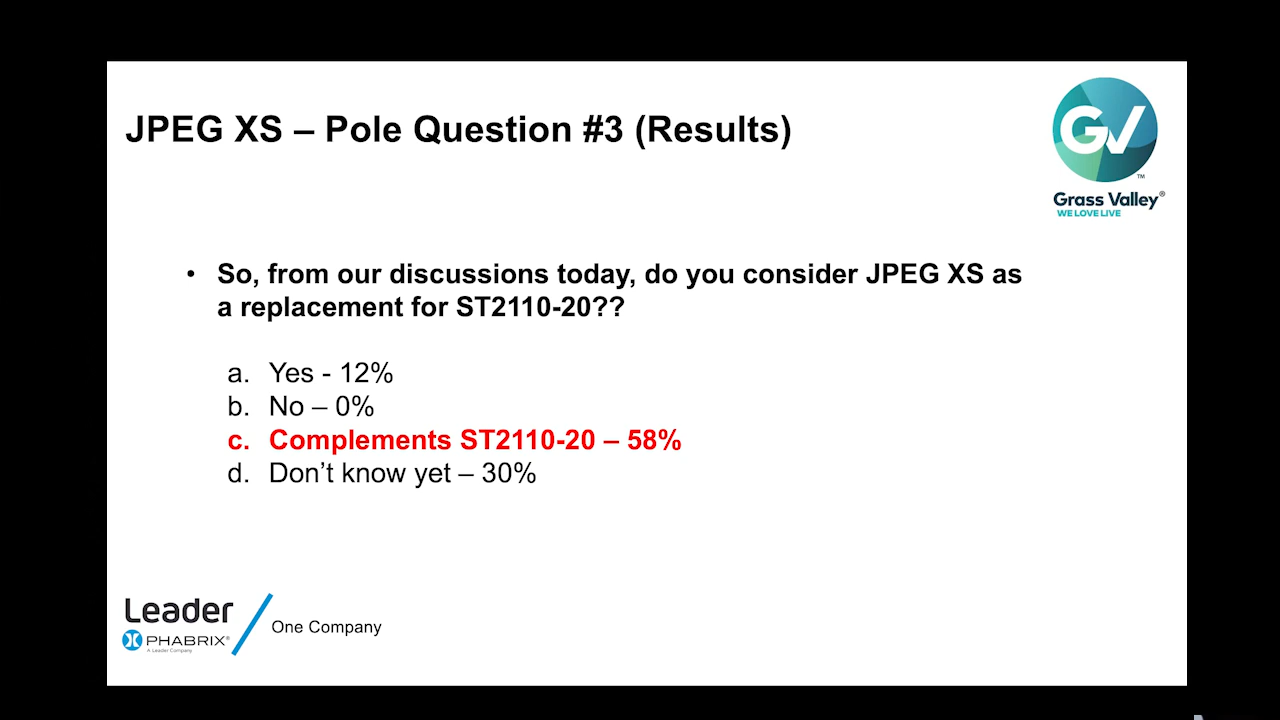 JPEG XS – Pole Question #3 (Results)
GV
TM
Grass Valley®
WE LOVE LIVE
• So, from our discussions today, do you consider JPEG XS as
a replacement for ST2110-20??
a. Yes - 12%
b. No – 0%
c. Complements ST2110-20 – 58%
d. Don’t know yet – 30%
Leader
PHABRIX®
A Leader Company
One Company